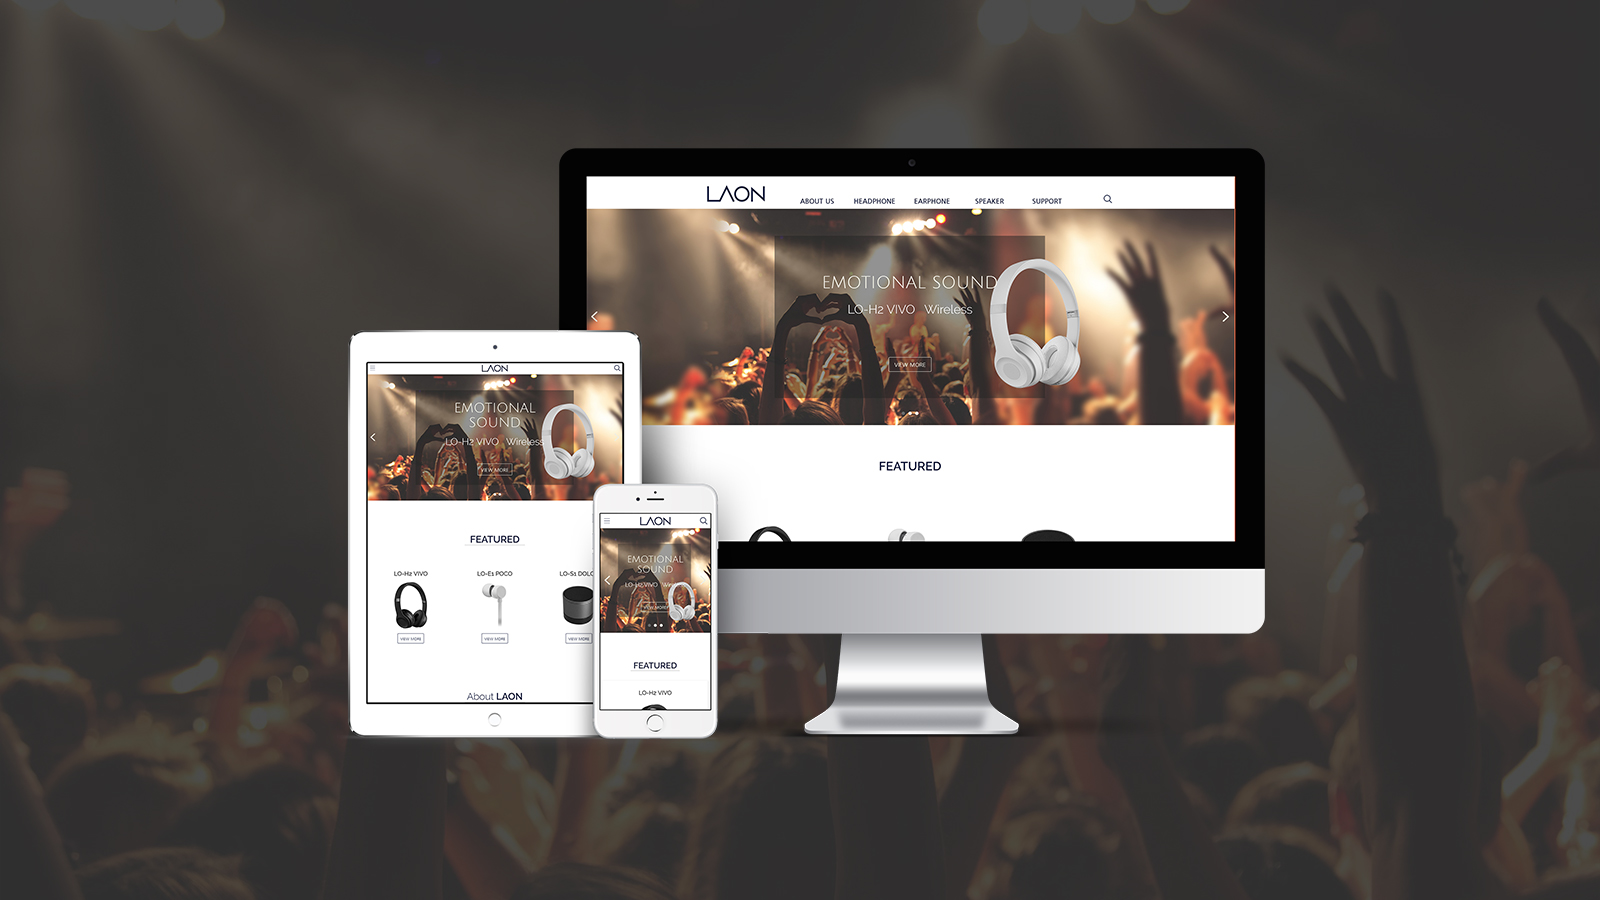 LAON
ABOUT US HEADPHONE EARPHONE SPEAKER SUPPORT
EMOTIONAL SOUND
LO-H2 VIVO Wireless
VIEW MORE
FEATURED
LAON
EMOTIONAL
SOUND
LO-H2 VIVO Wireless
VIEW MORE
FEATURED
LO-H2 VIVO LO-E1 POCO LO-S1 DOLC
VIEW MORE VIEW MORE VIEW MORE
About LAON
LAON
EMOTIONAL
SOUND
LO-H2 VIVO Wireless
VIEW MORE
FEATURED
LO-H2 VIVO